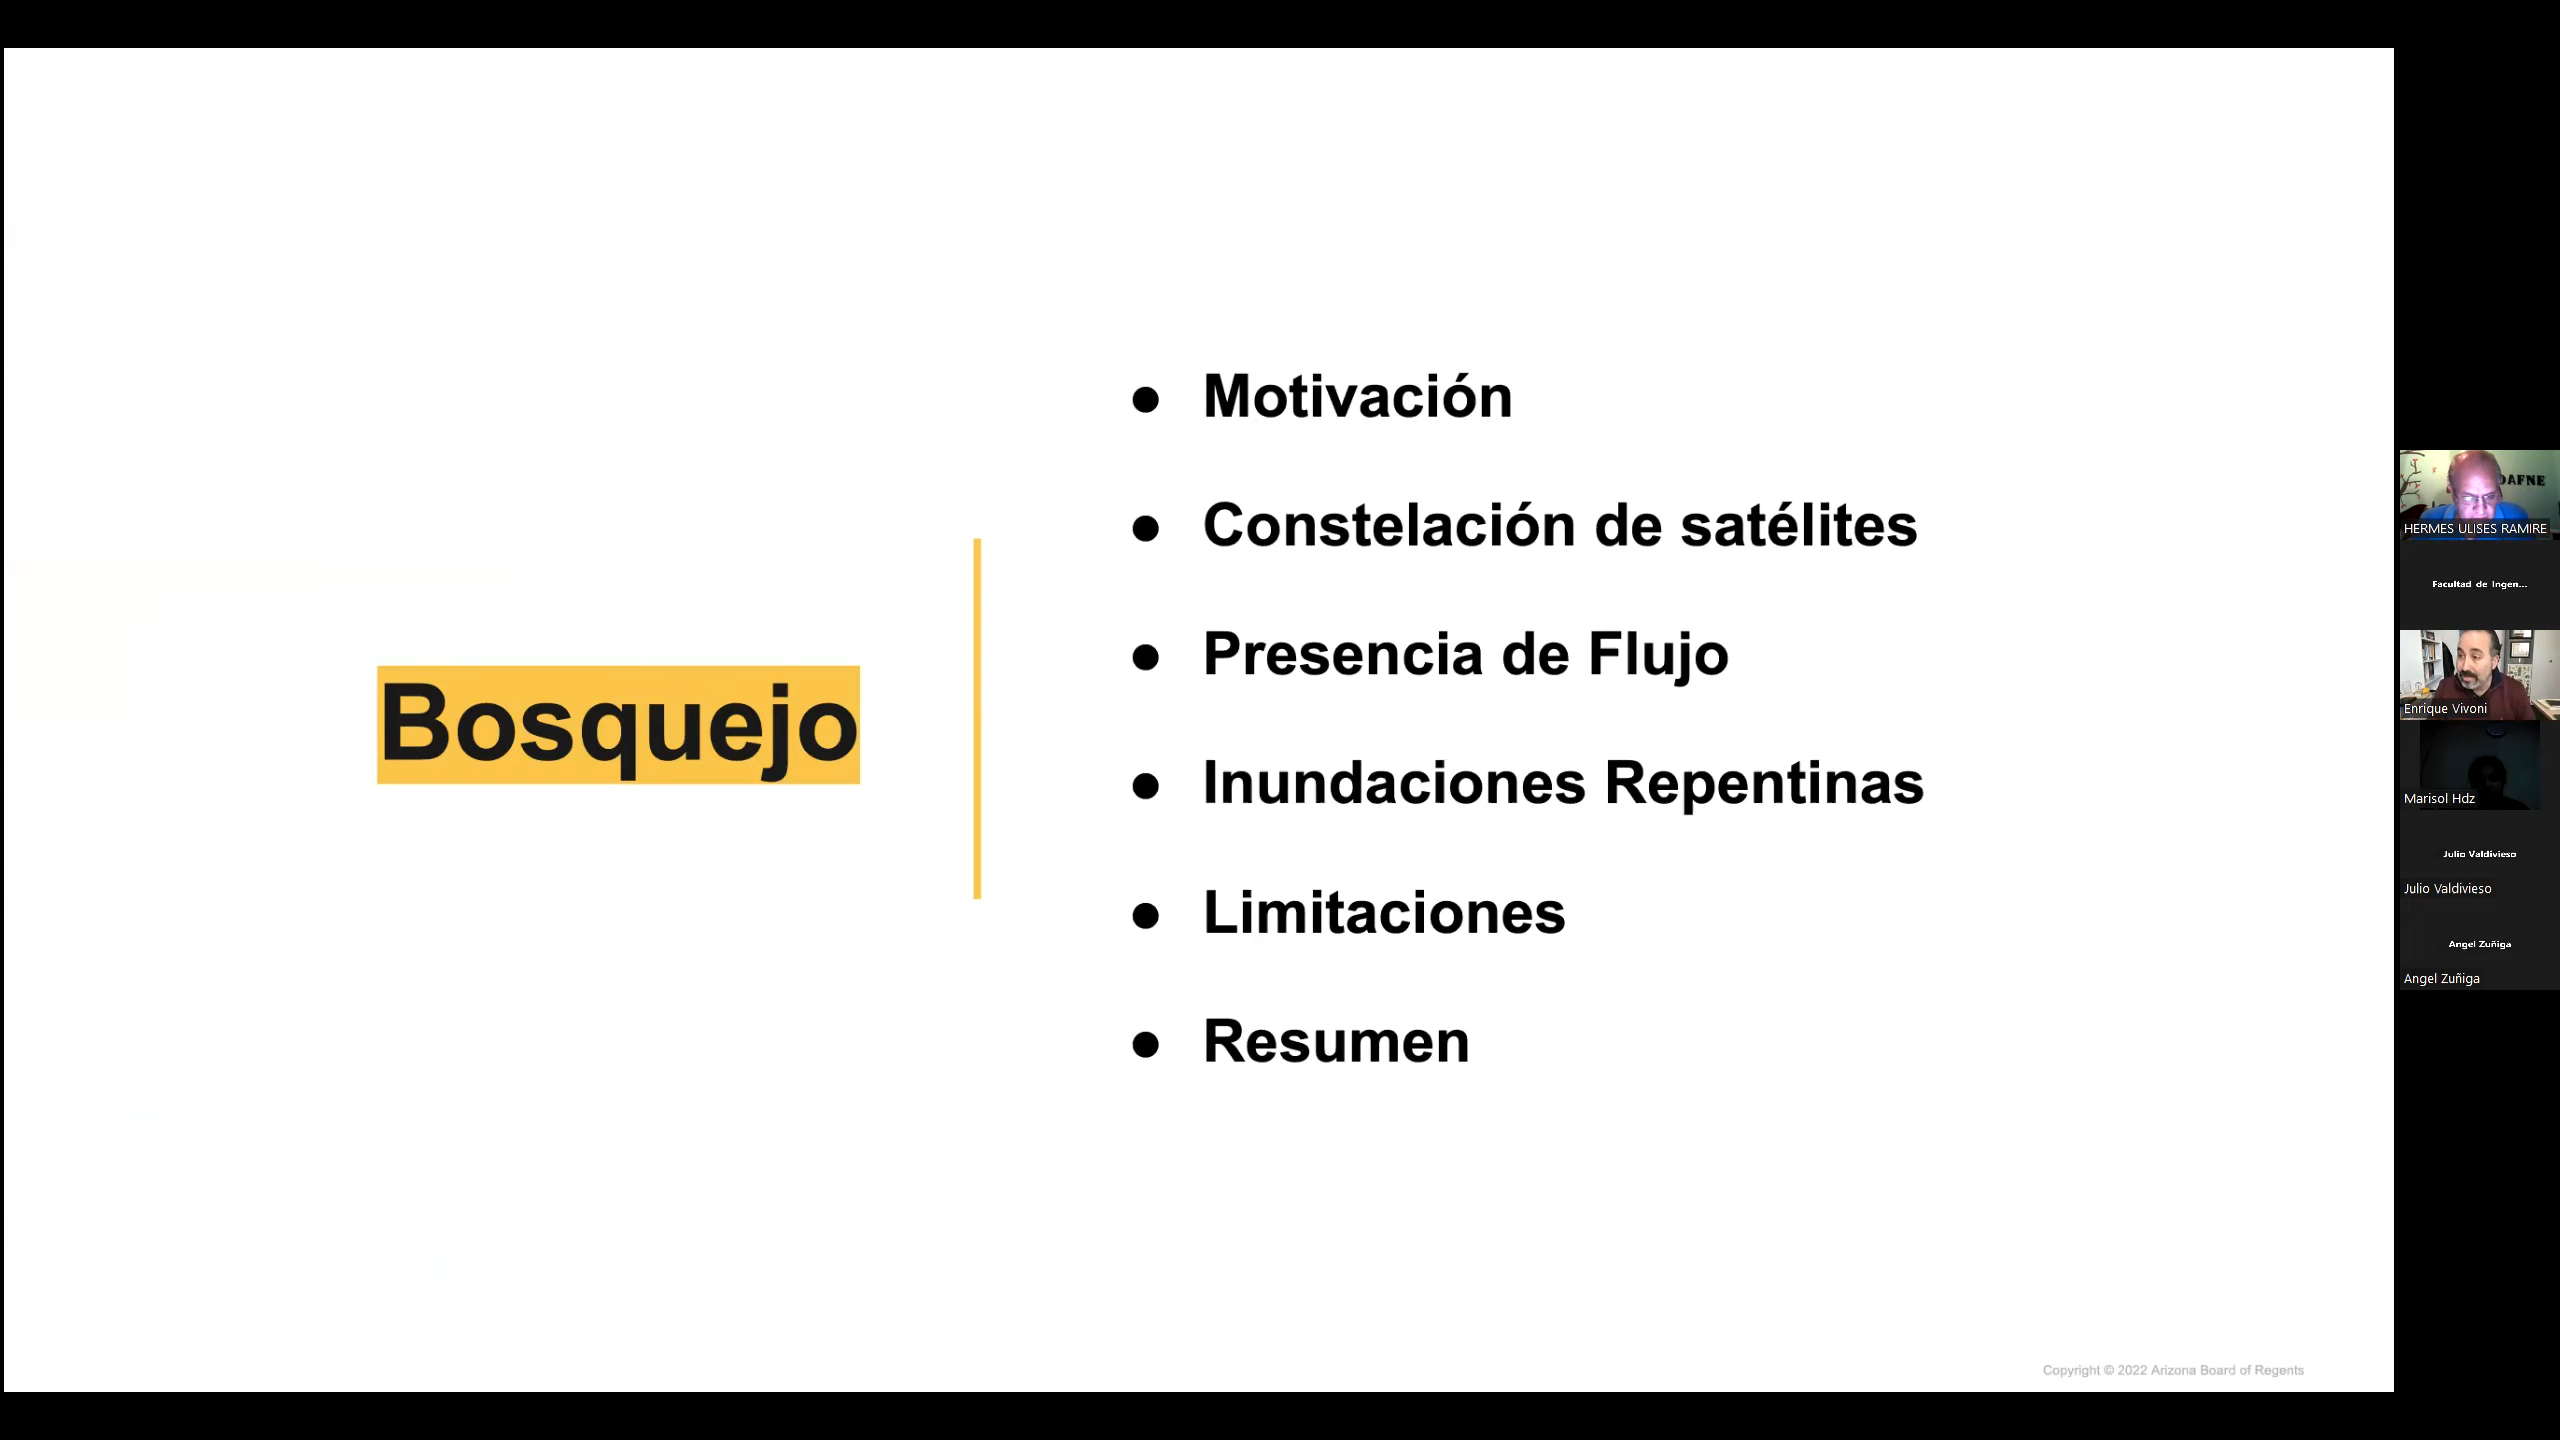 Bosquejo
● Motivación
● Constelación de satélites
● Presencia de Flujo
● Inundaciones Repentinas
● Limitaciones
● Resumen
Copyright © 2022 Arizona Board of Regents
DAFNE
HERMES ULISES RAMIRE
Facultad de Ingen...
Enrique Vivoni
Marisol Hdz
Julio Valdivieso
Julio Valdivieso
Angel Zuñiga
Angel Zuñiga